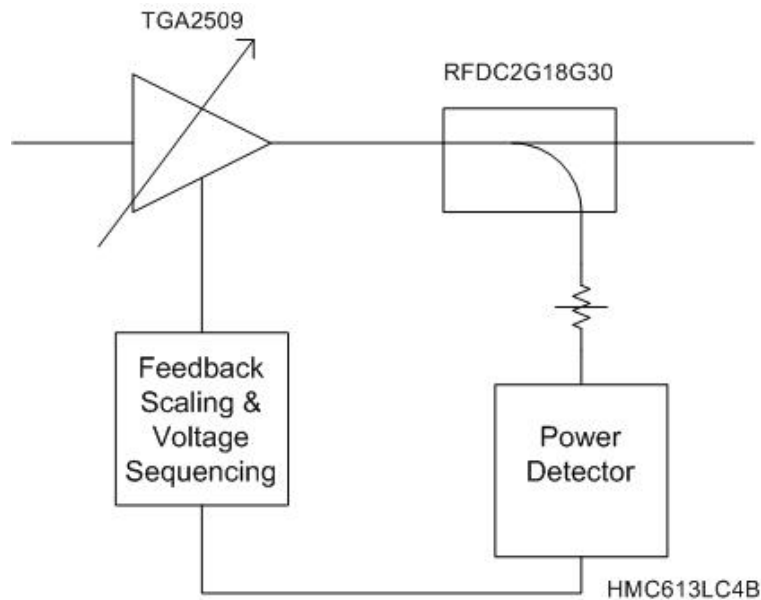 TGA2509
RFDC2G18G30
Feedback
Scaling &
Voltage
Sequencing
Power
Detector
HMC613LC4B